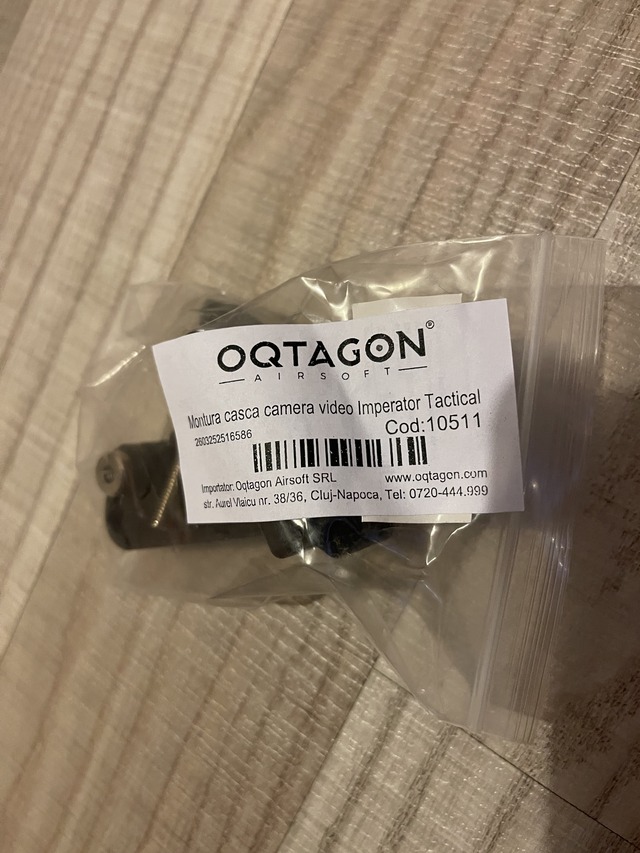 OQTAGON®
AIRSOFT
Montura casca camera video Imperator Tactical
2603252516586
Cod:10511
Importator: Oqtagon Airsoft SRL
www.oqtagon.com
str. Aurel Vlaicu nr. 38/36, Cluj-Napoca, Tel: 0720-444.999